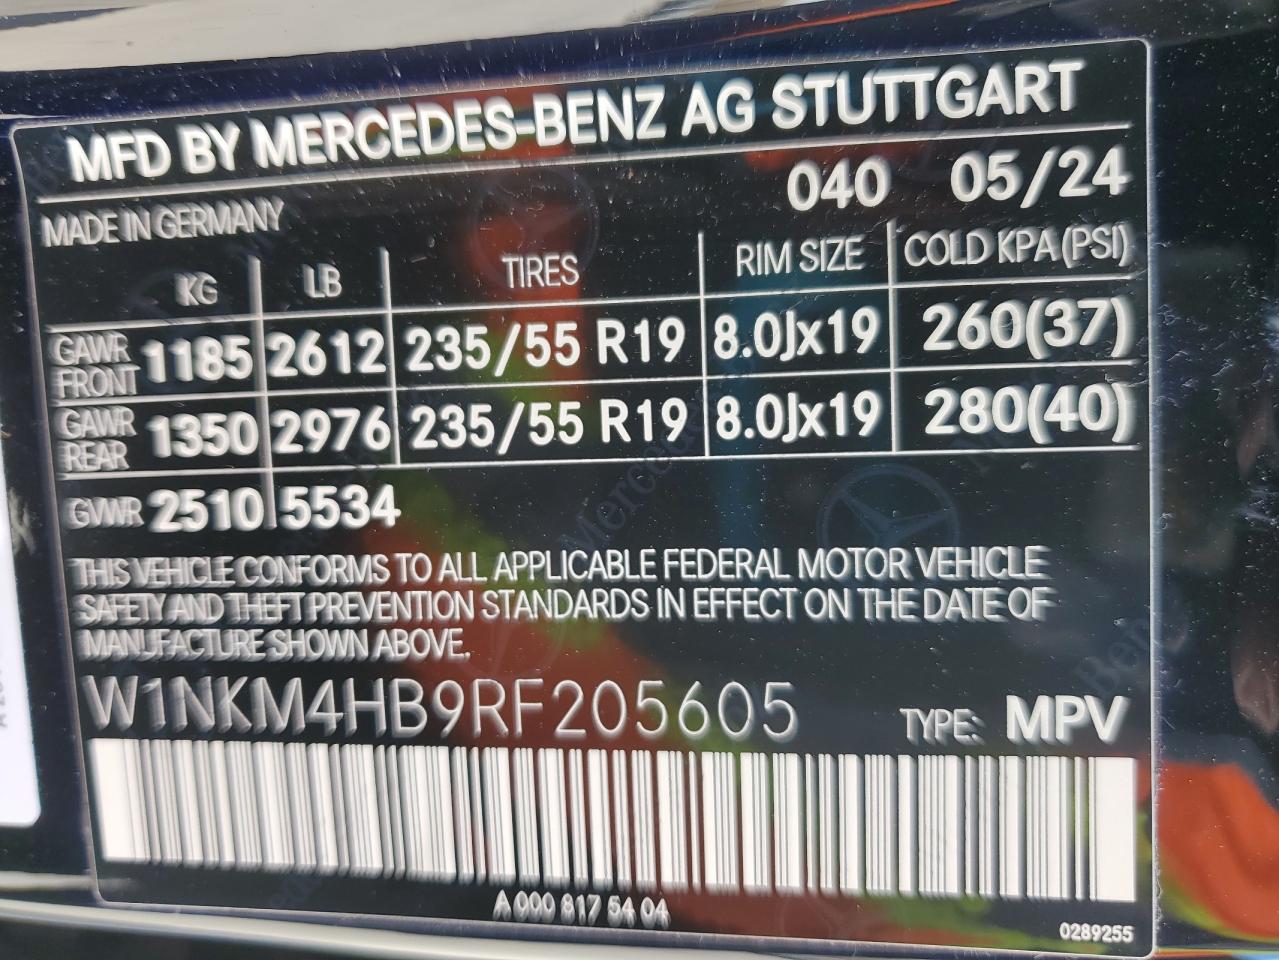 MFD BY MERCEDES-BENZ AG STUTTGART
040 05/24
MADE IN GERMANY
KG LB TIRES RIM SIZE COLD KPA (PSI)
GAWR FRONT 1185 2612 235/55 R19 8.0Jx19 260(37)
GAWR REAR 1350 2976 235/55 R19 8.0Jx19 280(40)
GVWR 2510 5534
THIS VEHICLE CONFORMS TO ALL APPLICABLE FEDERAL MOTOR VEHICLE
SAFETY AND THEFT PREVENTION STANDARDS IN EFFECT ON THE DATE OF
MANUFACTURE SHOWN ABOVE.
W1NKM4HB9RF205605 TYPE: MPV
A 000 817 54 04
0289255